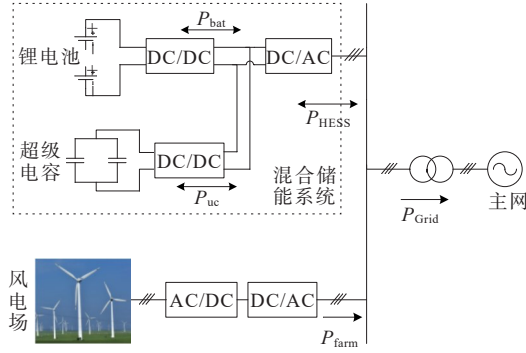 P_bat
锂电池
DC/DC
DC/AC
P_HESS
超级
电容
DC/DC
P_uc
混合储
能系统
P_Grid
主网
风
电
场
AC/DC
DC/AC
P_farm